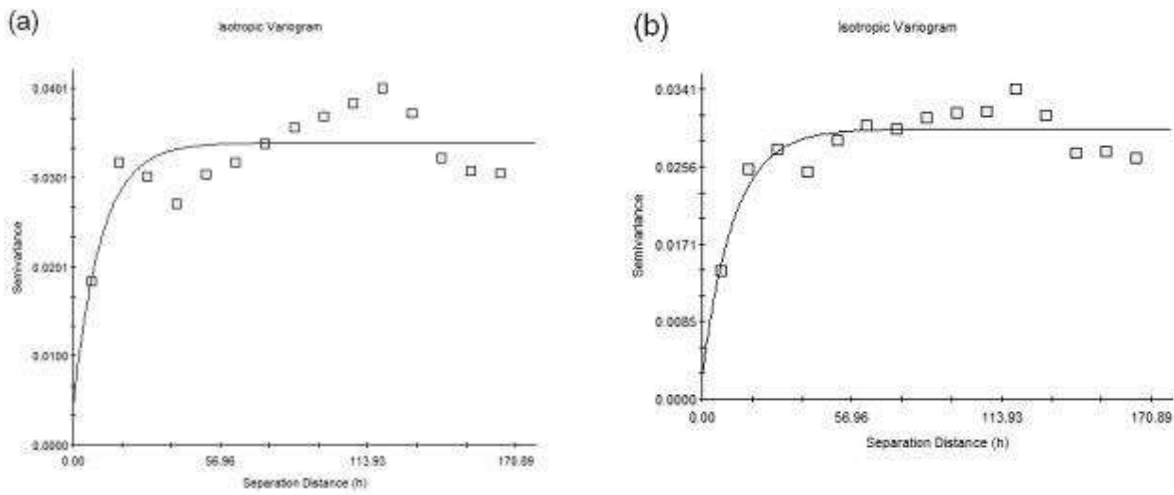 (a)
Isotropic Variogram
Semivariance
0.0401
0.0301
0.0201
0.0100
0.0000
0.00
56.96
113.93
170.89
Separation Distance (h)
(b)
Isotropic Variogram
Semivariance
0.0341
0.0256
0.0171
0.0085
0.0000
0.00
56.96
113.93
170.89
Separation Distance (h)